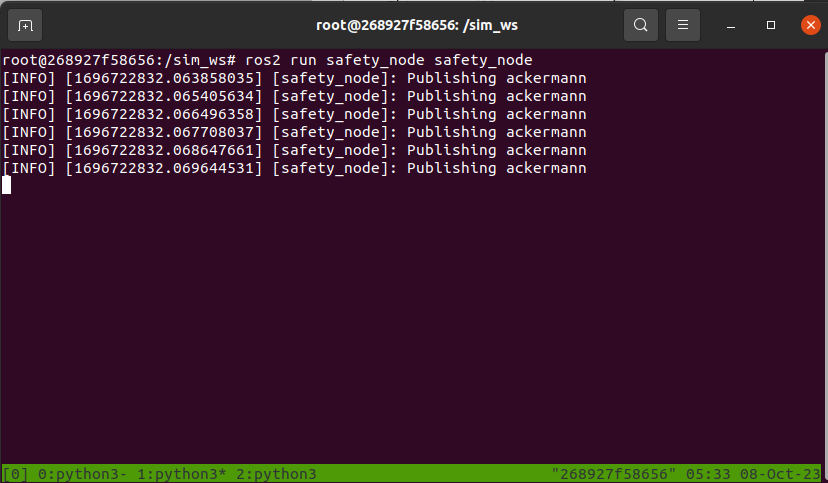 root@268927f58656: /sim_ws
root@268927f58656:/sim_ws# ros2 run safety_node safety_node
[INFO] [1696722832.063858035] [safety_node]: Publishing ackermann
[INFO] [1696722832.065405634] [safety_node]: Publishing ackermann
[INFO] [1696722832.066496358] [safety_node]: Publishing ackermann
[INFO] [1696722832.067708037] [safety_node]: Publishing ackermann
[INFO] [1696722832.068647661] [safety_node]: Publishing ackermann
[INFO] [1696722832.069644531] [safety_node]: Publishing ackermann
[0] 0:python3- 1:python3* 2:python3 "268927f58656" 05:33 08-Oct-23